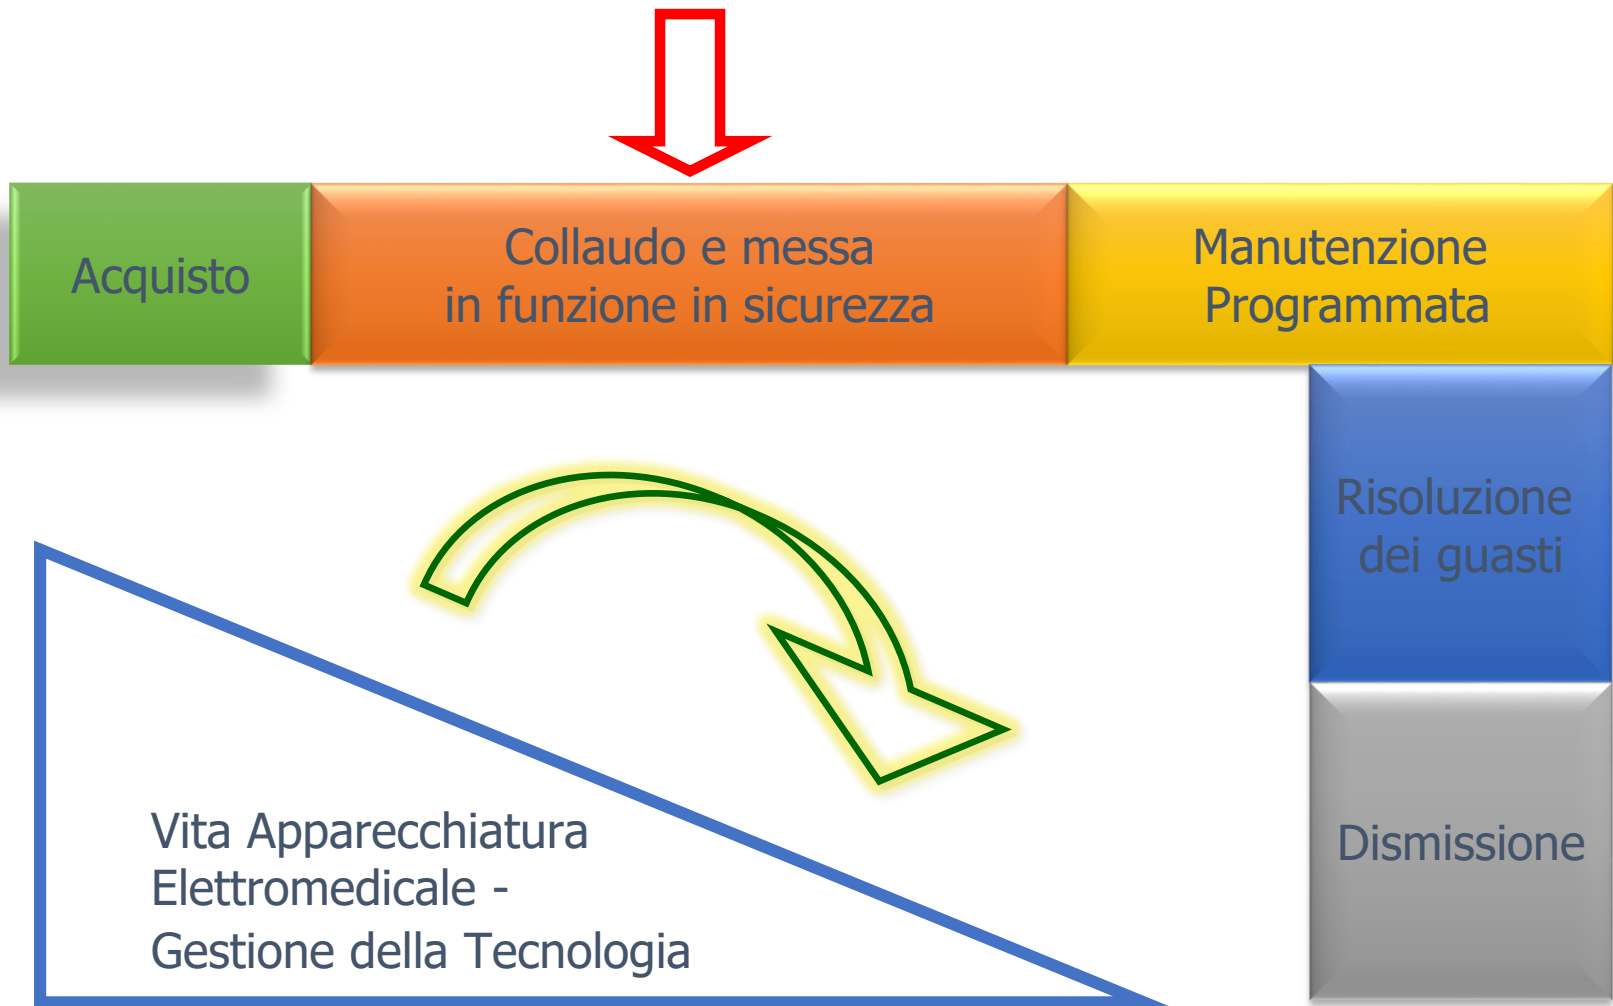 Acquisto
Collaudo e messa
in funzione in sicurezza
Manutenzione
Programmata
Risoluzione
dei guasti
Dismissione
Vita Apparecchiatura
Elettromedicale -
Gestione della Tecnologia